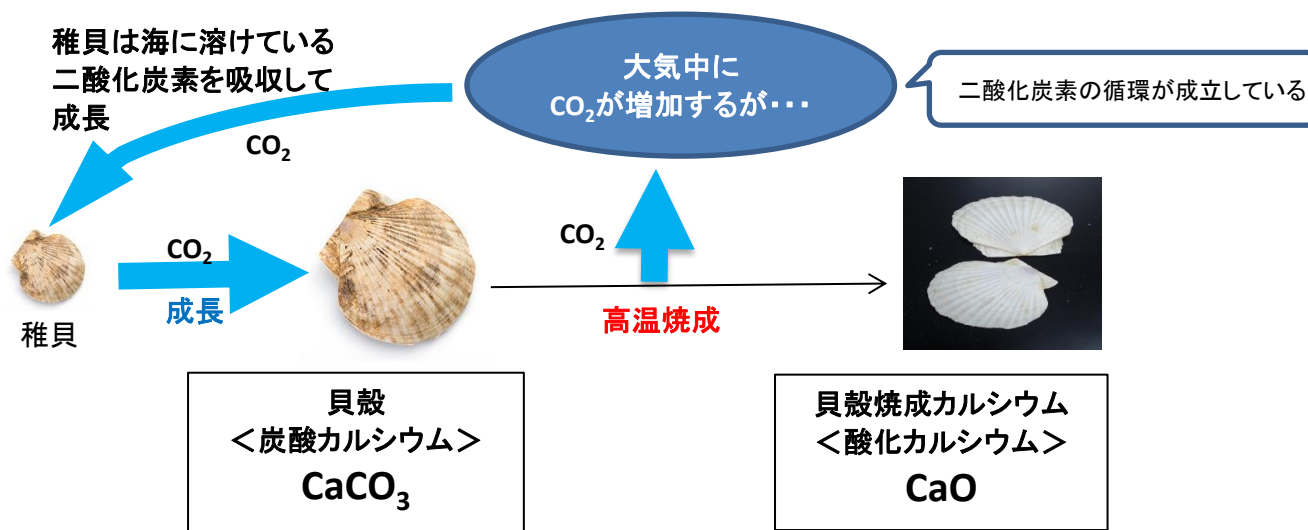 稚貝は海に溶けている
二酸化炭素を吸収して
成長
大気中に
CO₂が増加するが・・・
二酸化炭素の循環が成立している
CO₂
CO₂
成長
稚貝
CO₂
高温焼成
貝殻
＜炭酸カルシウム＞
CaCO₃
貝殻焼成カルシウム
＜酸化カルシウム＞
CaO